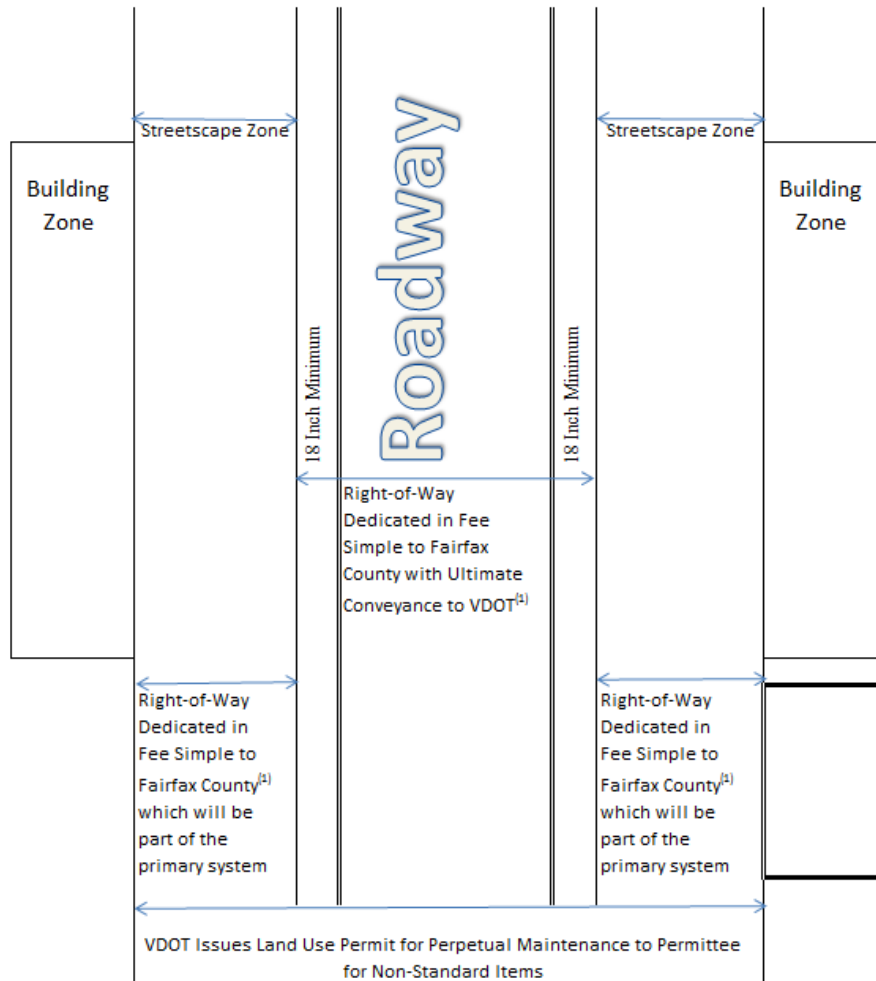 Streetscape Zone
Streetscape Zone
Building
Zone
Building
Zone
Roadway
18 Inch Minimum
18 Inch Minimum
Right-of-Way
Dedicated in Fee
Simple to Fairfax
County with Ultimate
Conveyance to VDOT(1)
Right-of-Way
Dedicated in
Fee Simple to
Fairfax County(1)
which will be
part of the
primary system
Right-of-Way
Dedicated in
Fee Simple to
Fairfax County(1)
which will be
part of the
primary system
VDOT Issues Land Use Permit for Perpetual Maintenance to Permittee
for Non-Standard Items